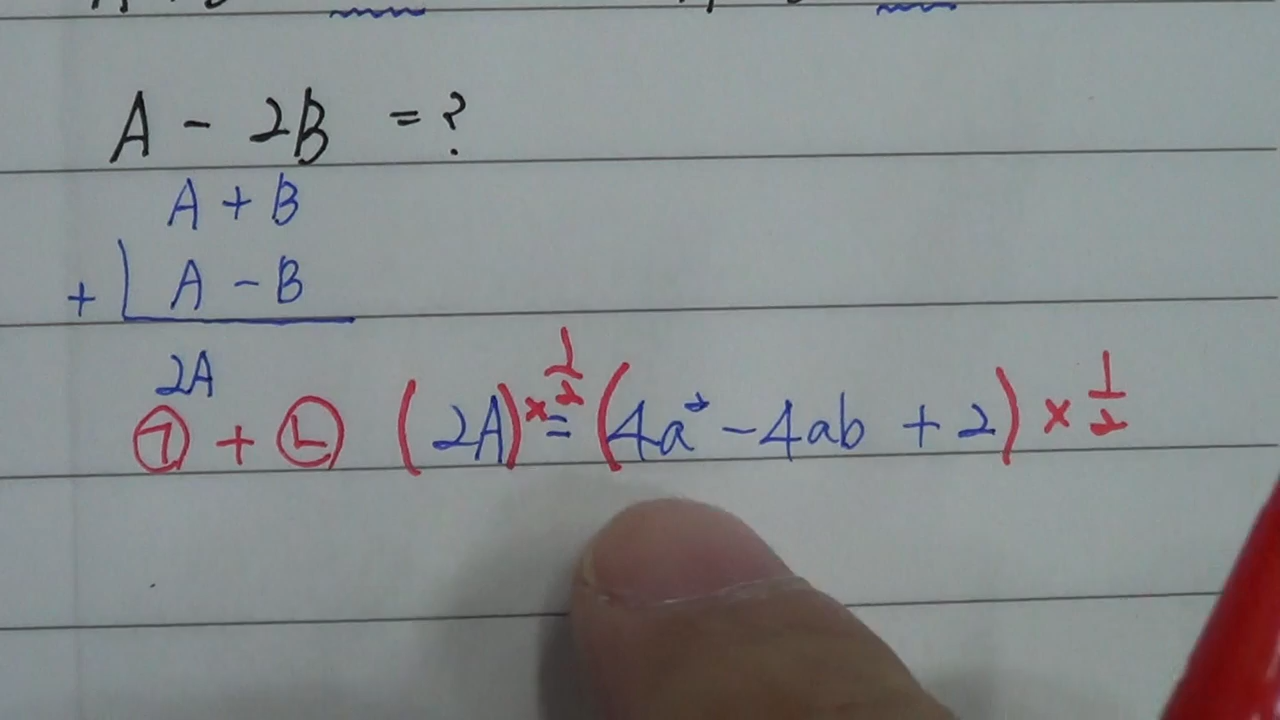 A - 2B = ?
A + B
+ A - B
2A
㉠ + ㉡ (2A)×1/2 = (4a² - 4ab + 2) × 1/2